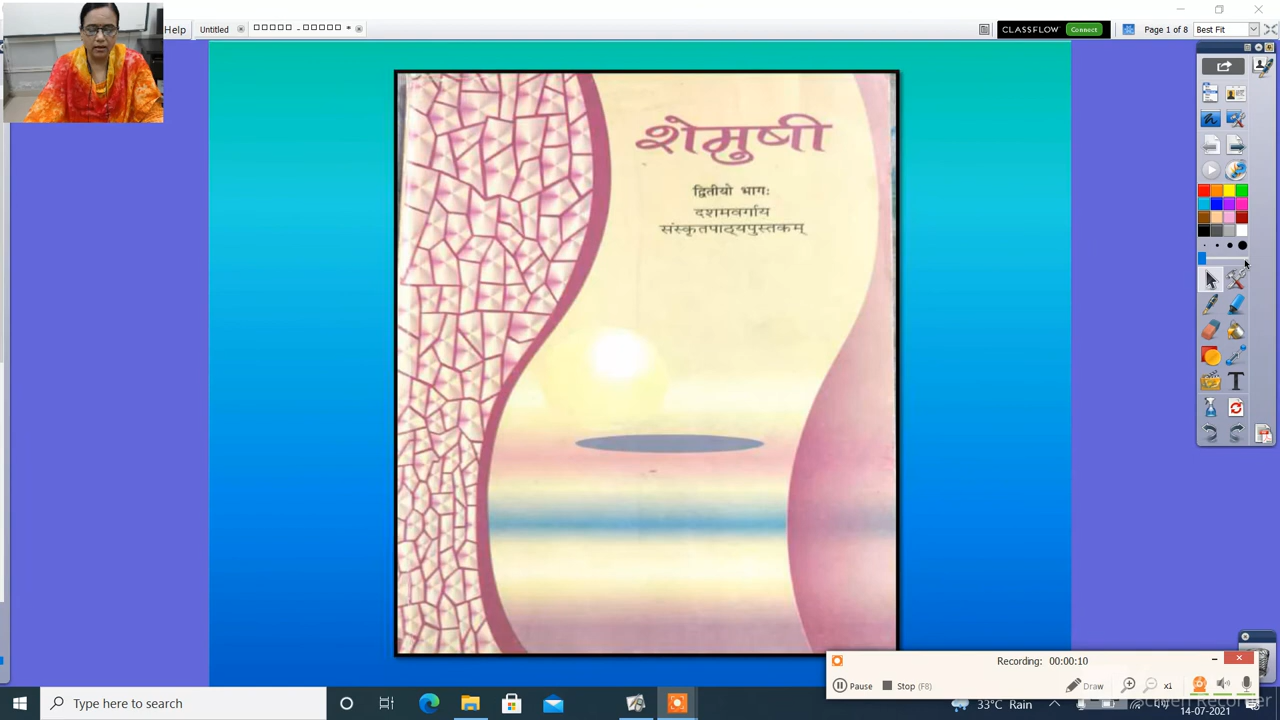 Help
Untitled
CLASSFLOW
Connect
Page 1 of 8
Best Fit
शेमुषी
द्वितीयो भागः
दशमवर्गाय
संस्कृतपाठ्यपुस्तकम्
T
Recording: 00:00:10
Pause
Stop (F8)
x1
Draw
Type here to search
33°C Rain
14-07-2021